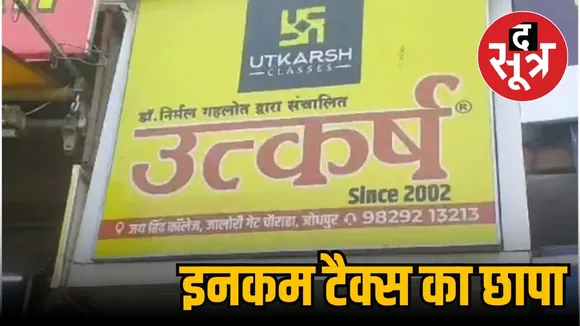 द
सूत्र
UTKARSH
CLASSES
डॉ. निर्मल गहलोत द्वारा संचालित
उत्कर्ष®
Since 2002
जय हिंद कॉलेज, जालोरी गेट चौराहा, जोधपुर 98292 13213
इनकम टैक्स का छापा